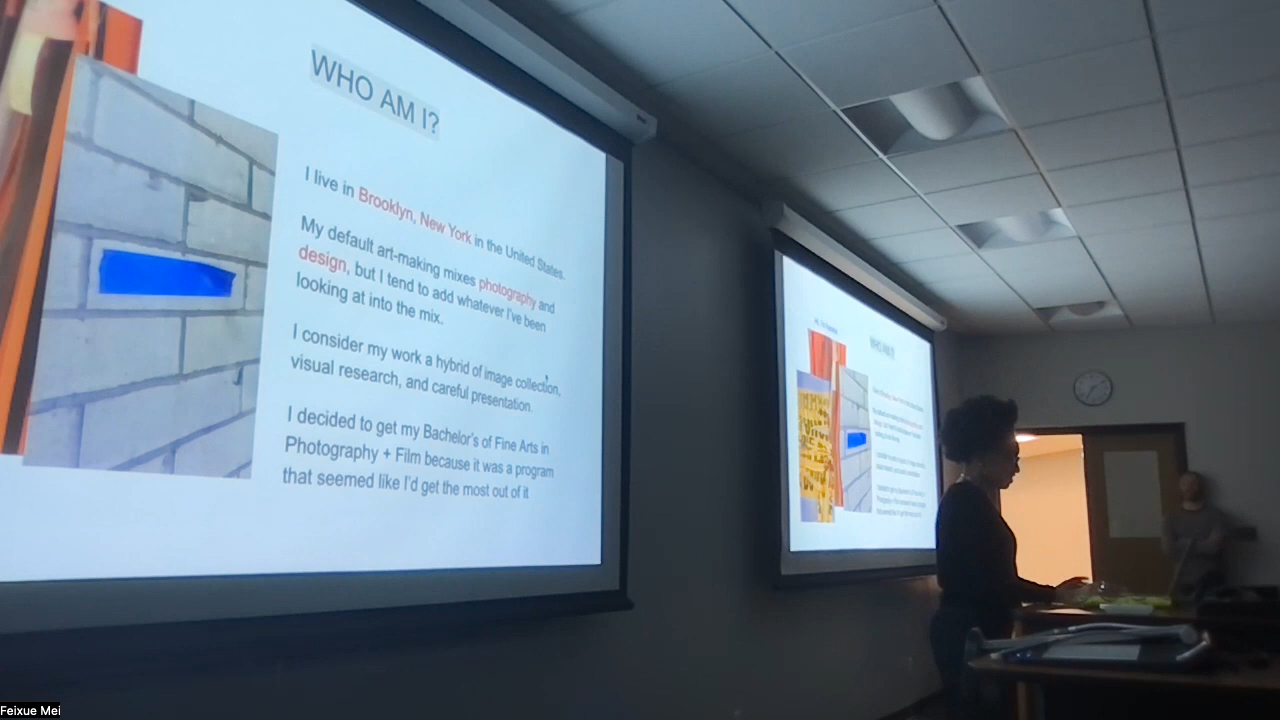 WHO AM I?
I live in Brooklyn, New York in the United States.
My default art-making mixes photography and
design, but I tend to add whatever I've been
looking at into the mix.
I consider my work a hybrid of image collection,
visual research, and careful presentation.
I decided to get my Bachelor's of Fine Arts in
Photography + Film because it was a program
that seemed like I'd get the most out of it
WHO AM I?
Feixue Mei